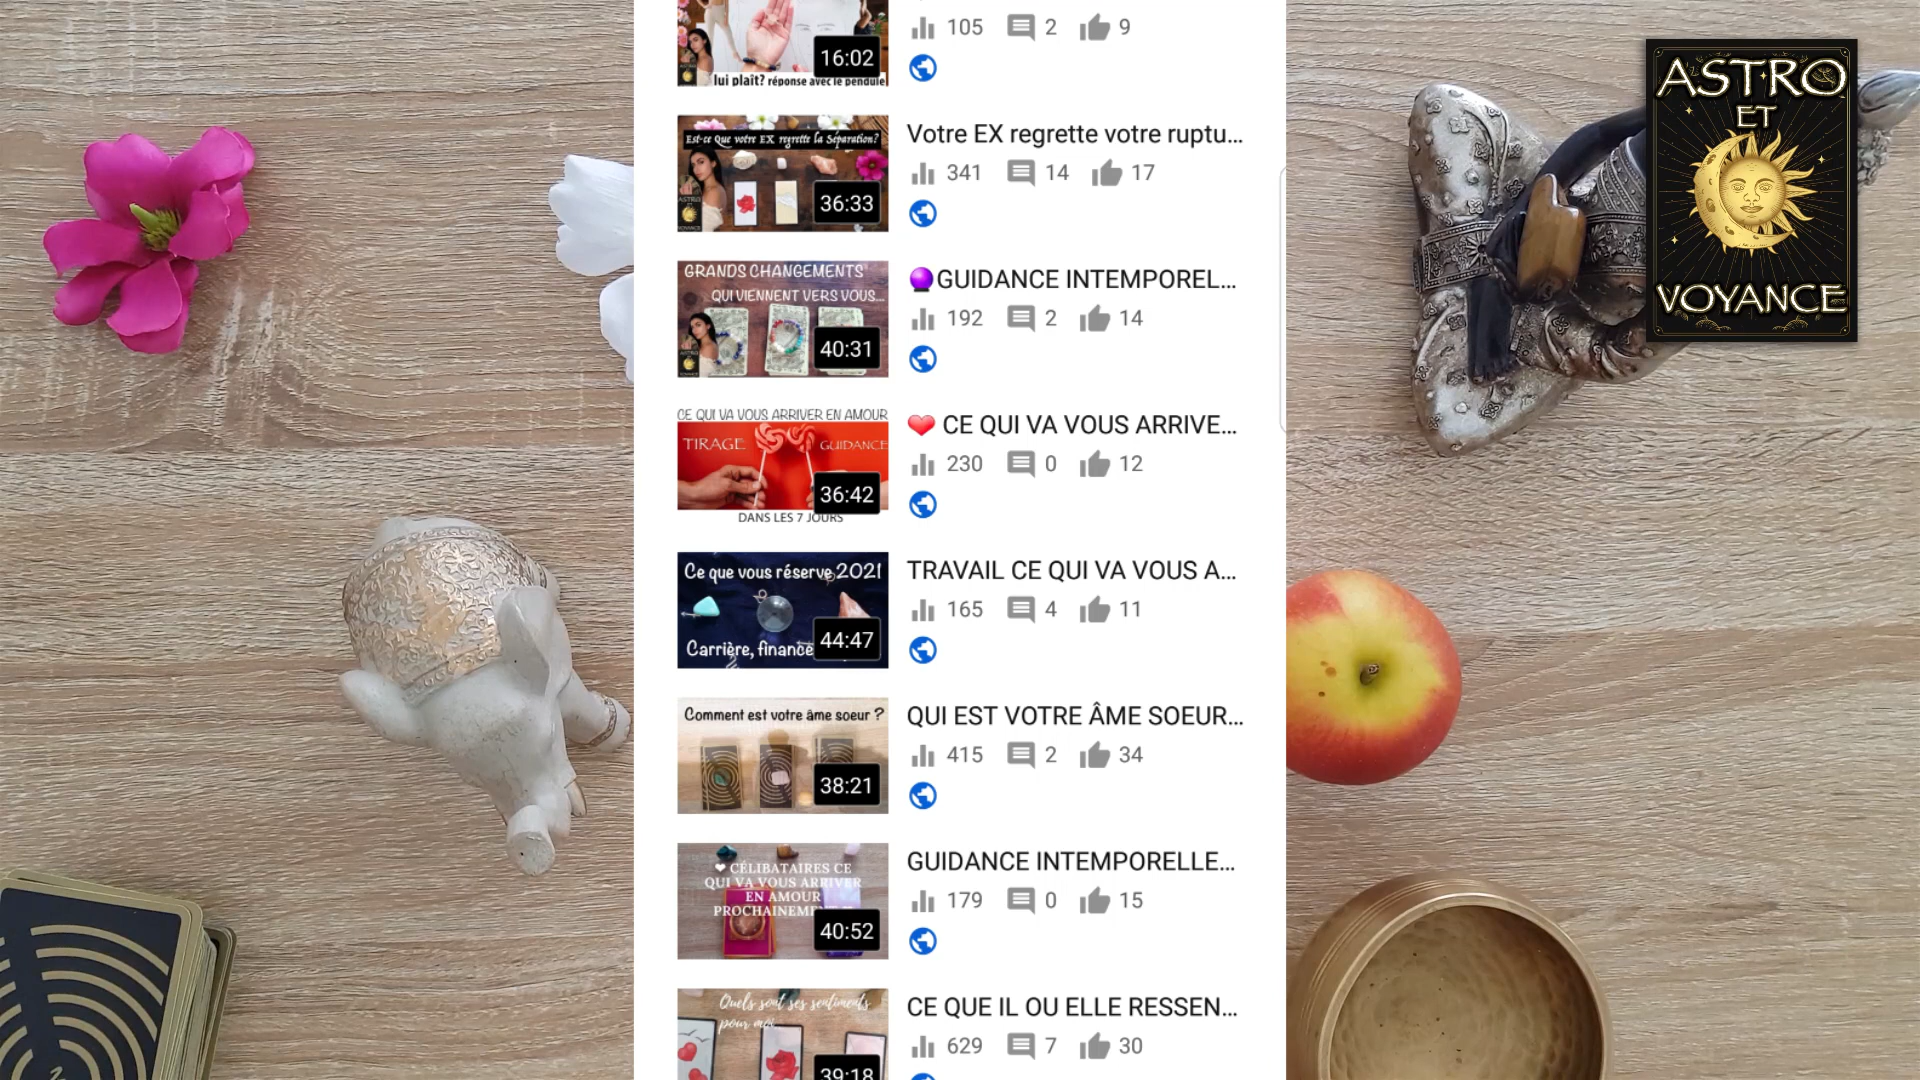 105 2 9
16:02
lui plaît? réponse avec le pendule
Est-ce Que votre EX regrette la Séparation?
36:33
Votre EX regrette votre ruptu...
341 14 17
GRANDS CHANGEMENTS
QUI VIENNENT VERS VOUS...
40:31
GUIDANCE INTEMPOREL...
192 2 14
CE QUI VA VOUS ARRIVER EN AMOUR
TIRAGE GUIDANCE
36:42
DANS LES 7 JOURS
CE QUI VA VOUS ARRIVE...
230 0 12
Ce que vous réserve 2021
Carrière, finance
44:47
TRAVAIL CE QUI VA VOUS A...
165 4 11
Comment est votre âme soeur ?
38:21
QUI EST VOTRE ÂME SOEUR...
415 2 34
CÉLIBATAIRES CE
QUI VA VOUS ARRIVER
EN AMOUR
40:52
GUIDANCE INTEMPORELLE...
179 0 15
Quels sont ses sentiments
pour moi
39:18
CE QUE IL OU ELLE RESSEN...
629 7 30
ASTRO
ET
VOYANCE